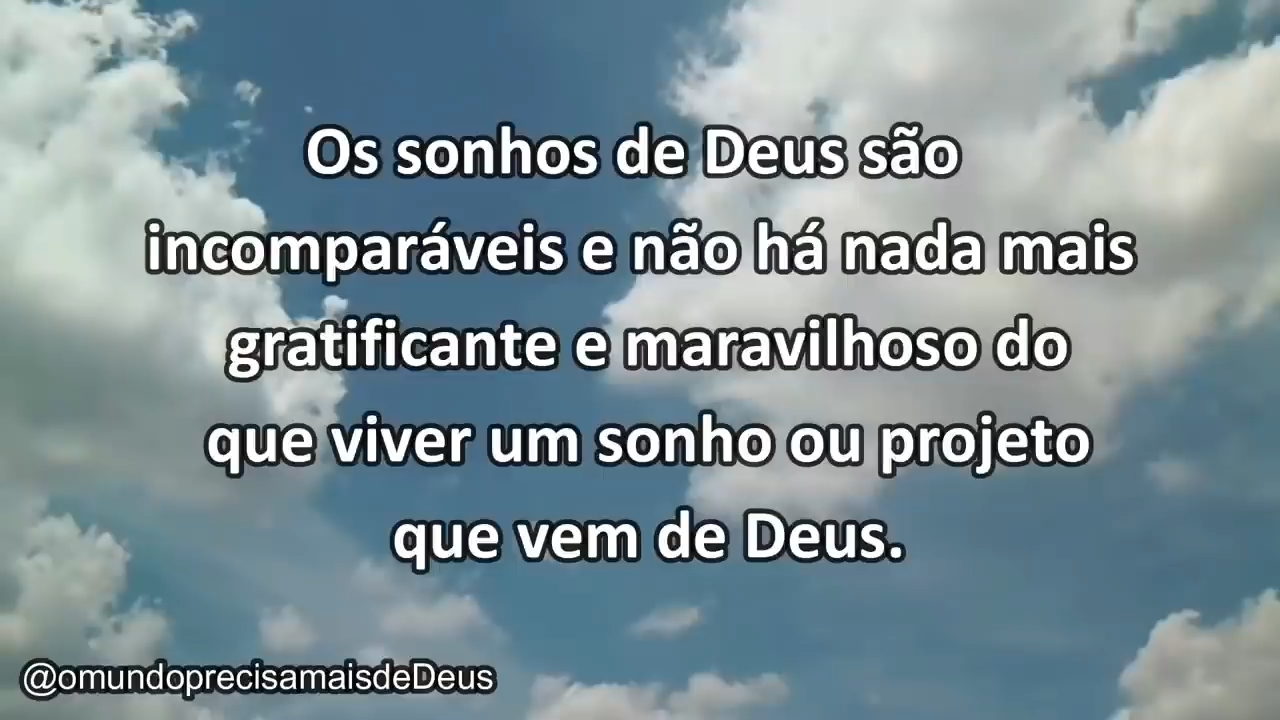 Os sonhos de Deus são
incomparáveis e não há nada mais
gratificante e maravilhoso do
que viver um sonho ou projeto
que vem de Deus.
@omundoprecisamaisdeDeus